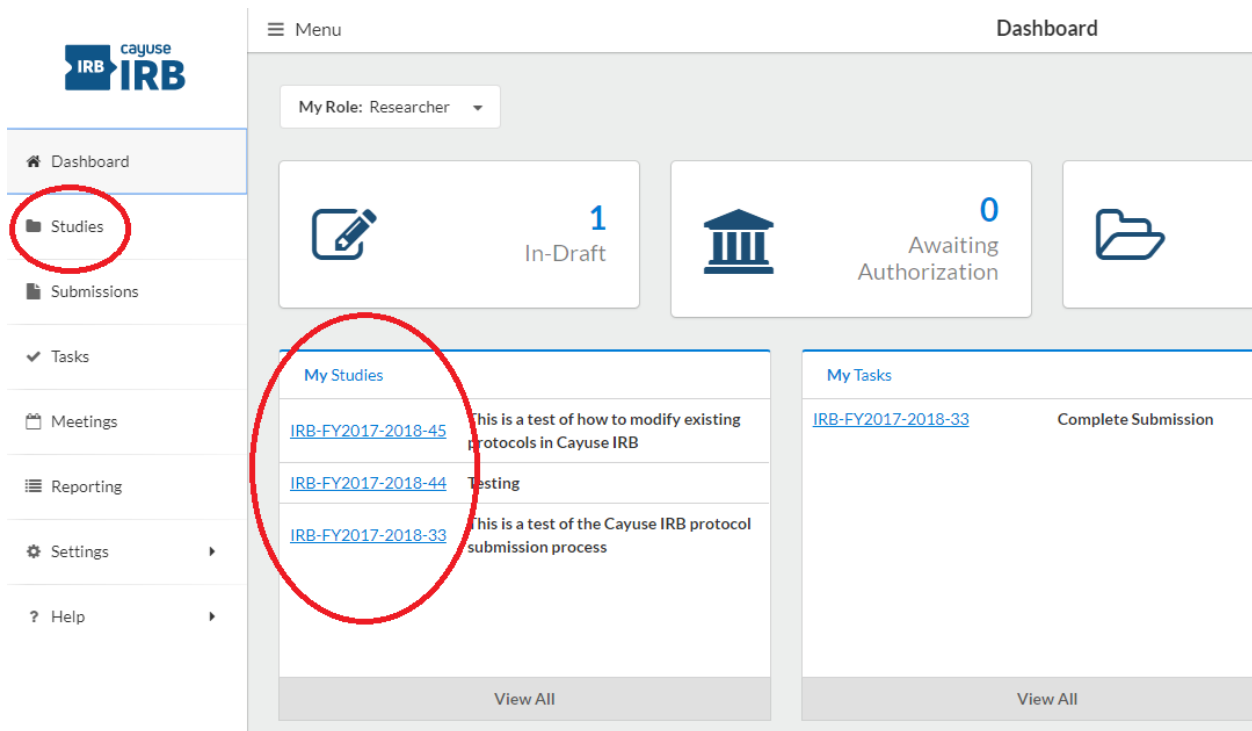 cayuse
IRB
IRB
Menu
Dashboard
My Role: Researcher
Dashboard
Studies
Submissions
Tasks
Meetings
Reporting
Settings
? Help
1
In-Draft
0
Awaiting
Authorization
My Studies
IRB-FY2017-2018-45
This is a test of how to modify existing
protocols in Cayuse IRB
IRB-FY2017-2018-44
Testing
IRB-FY2017-2018-33
This is a test of the Cayuse IRB protocol
submission process
View All
My Tasks
IRB-FY2017-2018-33
Complete Submission
View All